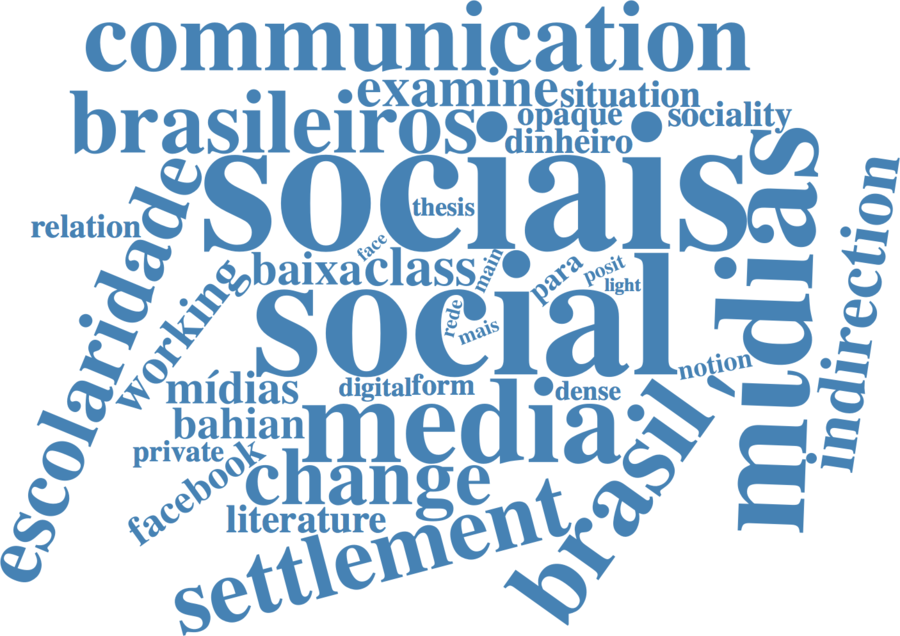 communication
examine situation
brasileiros opaque sociality
dinheiro
sociais
mídias
indirection
escolaridade
relation
thesis
face
baixa class main para posit
light
working
social
rede
mais
notion
mídias digital form dense
bahian media brasil
private
facebook change
literature
settlement